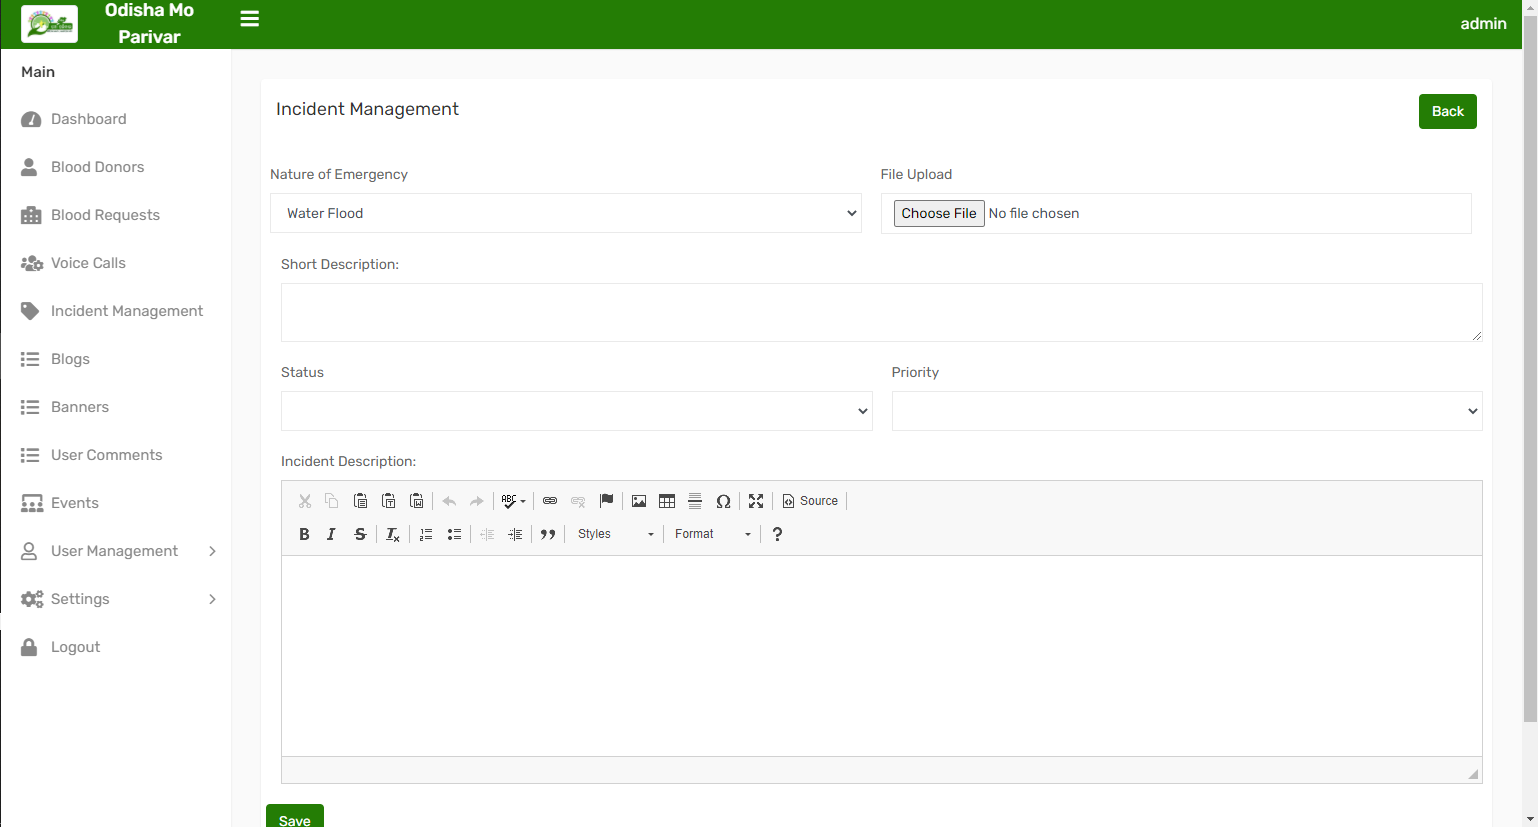 Odisha Mo
Parivar
admin
Main
Dashboard
Blood Donors
Blood Requests
Voice Calls
Incident Management
Blogs
Banners
User Comments
Events
User Management
Settings
Logout
Incident Management
Back
Nature of Emergency
Water Flood
File Upload
Choose File No file chosen
Short Description:
Status
Priority
Incident Description:
ABC
Source
B I S Styles Format ?
Save